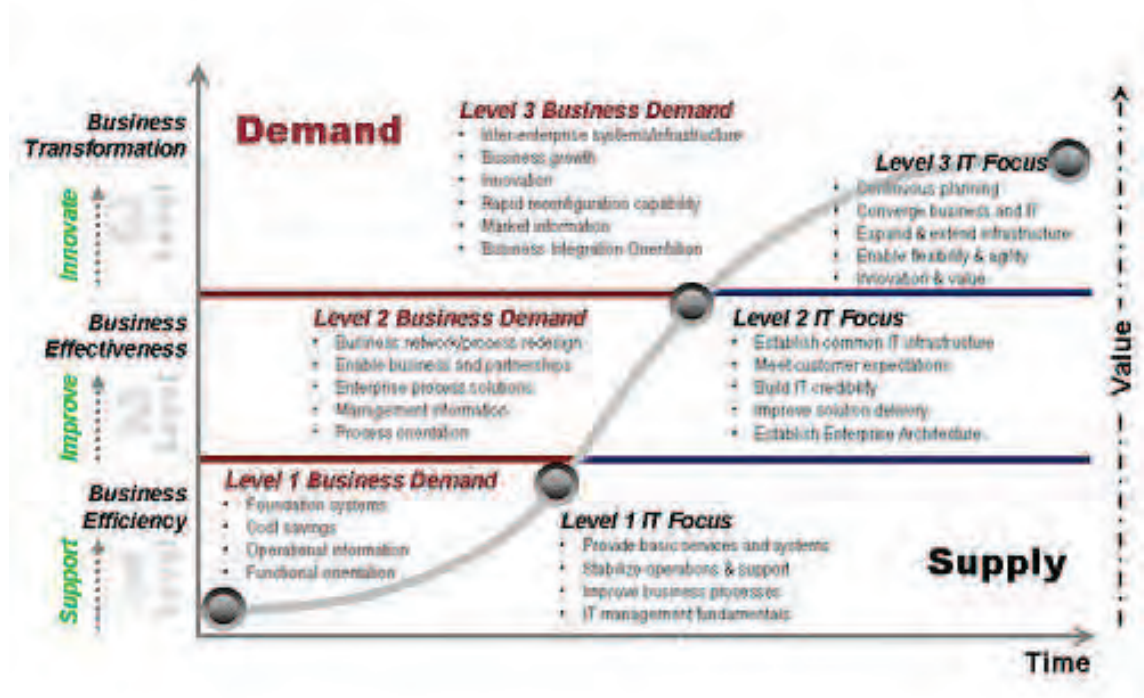 Business
Transformation
Demand
Level 3 Business Demand
• Inter-enterprise systems/infrastructure
• Business growth
• Innovation
• Rapid reconfiguration capability
• Market information
• Business Integration Orientation
Level 3 IT Focus
• Continuous planning
• Converge business and IT
• Expand & extend infrastructure
• Enable flexibility & agility
• Innovation & value
Innovate
Level 3
Business
Effectiveness
Level 2 Business Demand
• Business network/process redesign
• Enable business and partnerships
• Enterprise process solutions
• Management information
• Process orientation
Level 2 IT Focus
• Establish common IT infrastructure
• Meet customer expectations
• Build IT credibility
• Improve solution delivery
• Establish Enterprise Architecture
Improve
Level 2
Business
Efficiency
Level 1 Business Demand
• Foundation systems
• Cost savings
• Operational information
• Functional orientation
Level 1 IT Focus
• Provide basic services and systems
• Stabilize operations & support
• Improve business processes
• IT management fundamentals
Support
Level 1
Supply
Value
Time